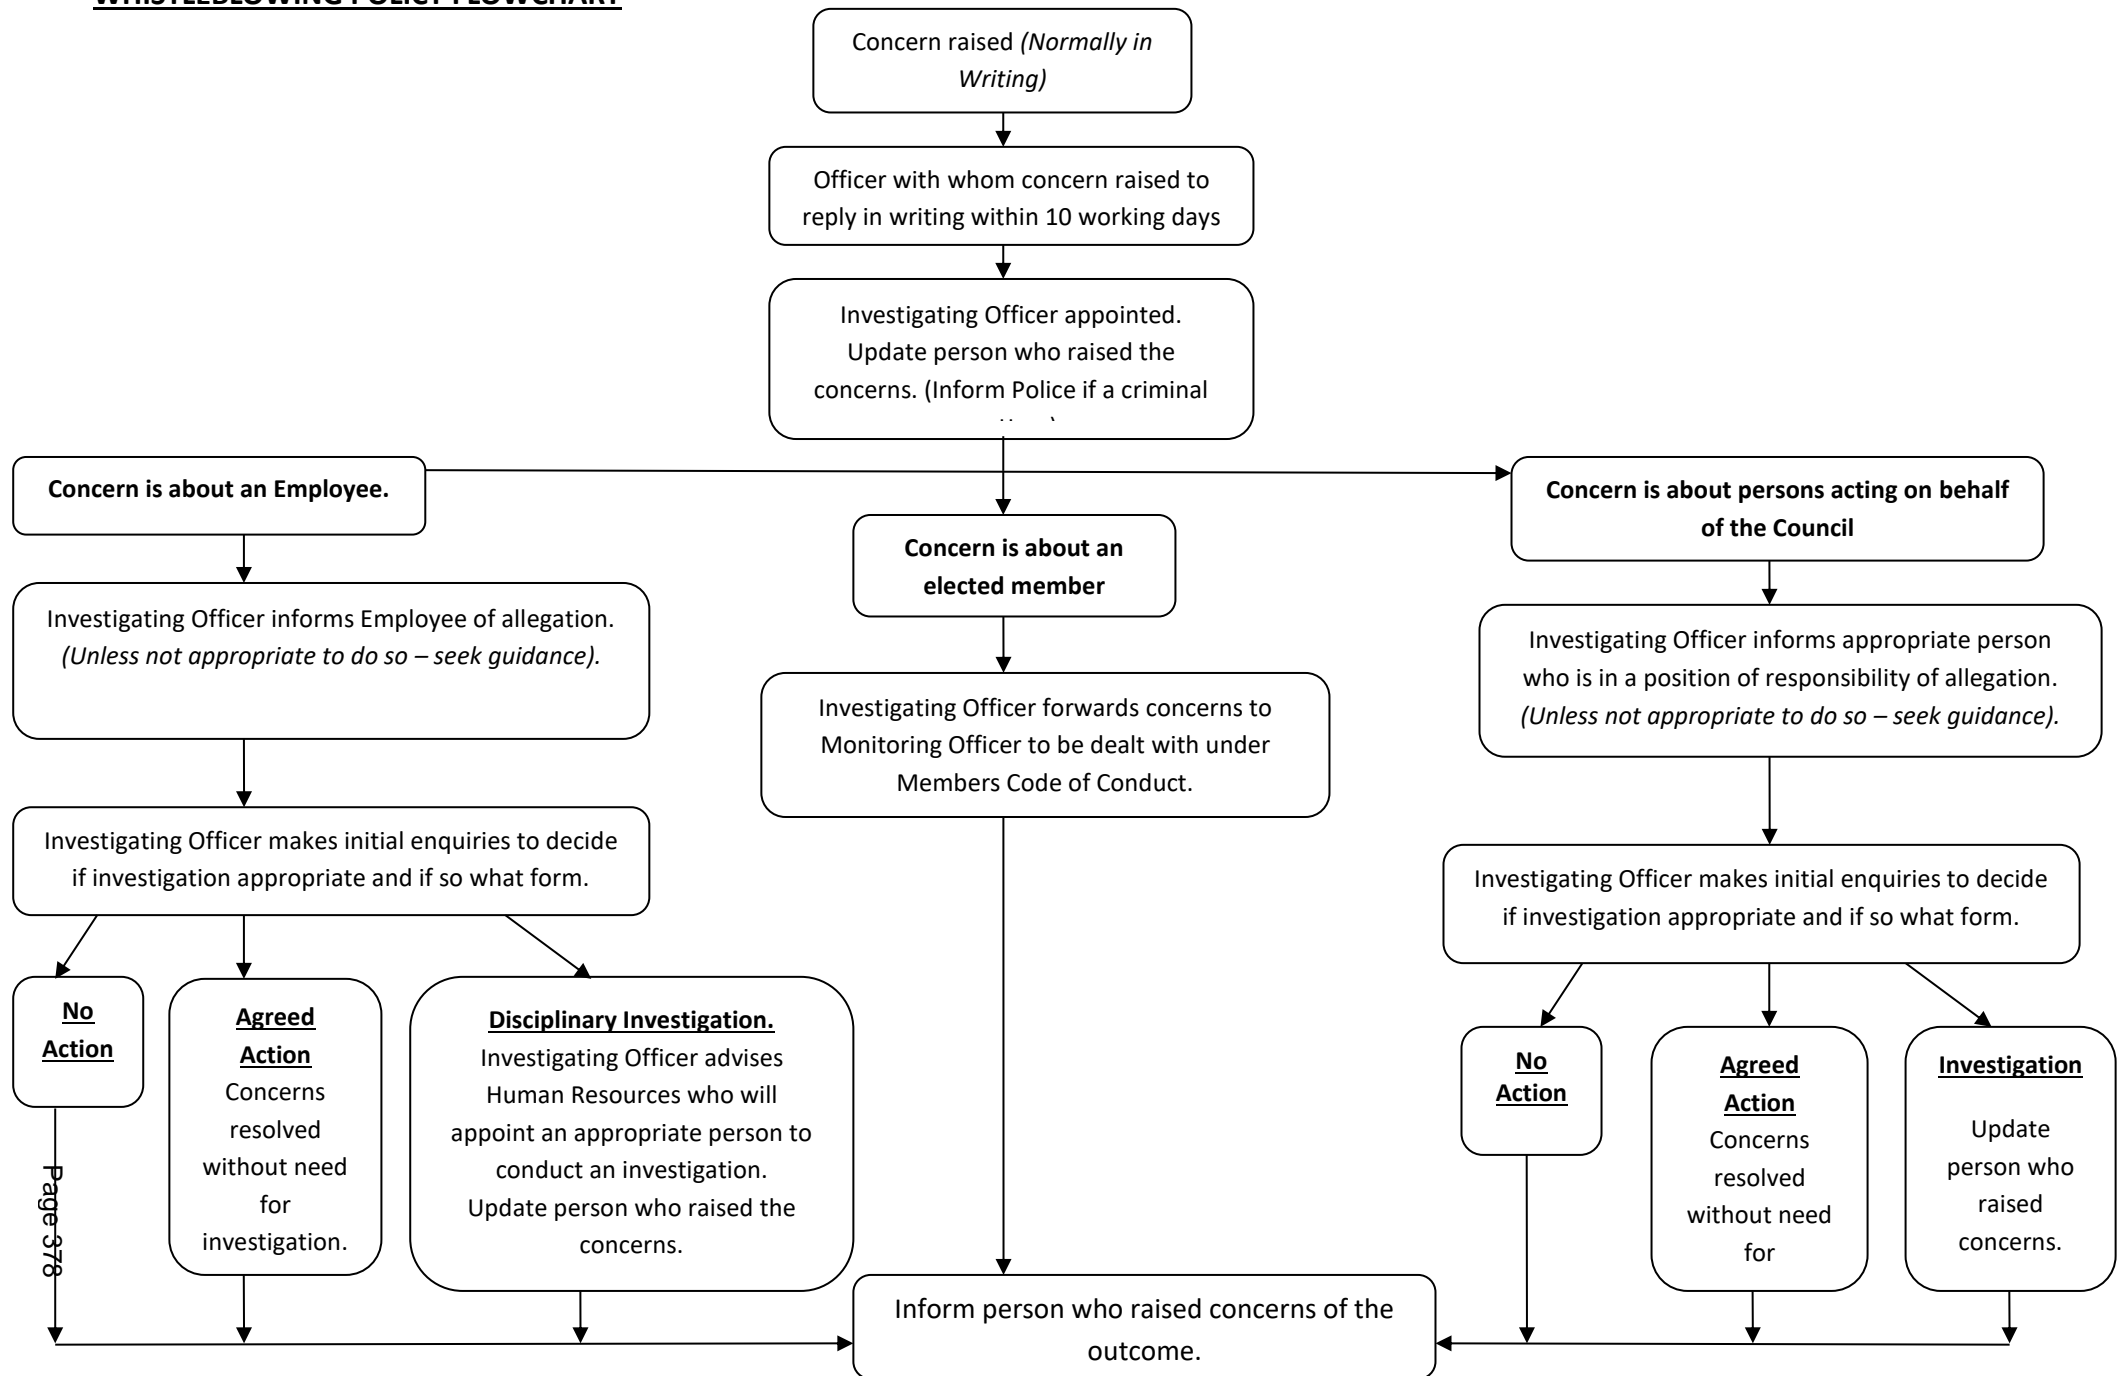 WHISTLEBLOWING POLICY FLOWCHART
Concern raised (Normally in
Writing)
Officer with whom concern raised to
reply in writing within 10 working days
Investigating Officer appointed.
Update person who raised the
concerns. (Inform Police if a criminal
Concern is about an Employee.
Investigating Officer informs Employee of allegation.
(Unless not appropriate to do so – seek guidance).
Investigating Officer makes initial enquiries to decide
if investigation appropriate and if so what form.
No
Action
Agreed
Action
Concerns
resolved
without need
for
investigation.
Disciplinary Investigation.
Investigating Officer advises
Human Resources who will
appoint an appropriate person to
conduct an investigation.
Update person who raised the
concerns.
Concern is about an
elected member
Investigating Officer forwards concerns to
Monitoring Officer to be dealt with under
Members Code of Conduct.
Concern is about persons acting on behalf
of the Council
Investigating Officer informs appropriate person
who is in a position of responsibility of allegation.
(Unless not appropriate to do so – seek guidance).
Investigating Officer makes initial enquiries to decide
if investigation appropriate and if so what form.
No
Action
Agreed
Action
Concerns
resolved
without need
for
Investigation
Update
person who
raised
concerns.
Inform person who raised concerns of the
outcome.
Page 378